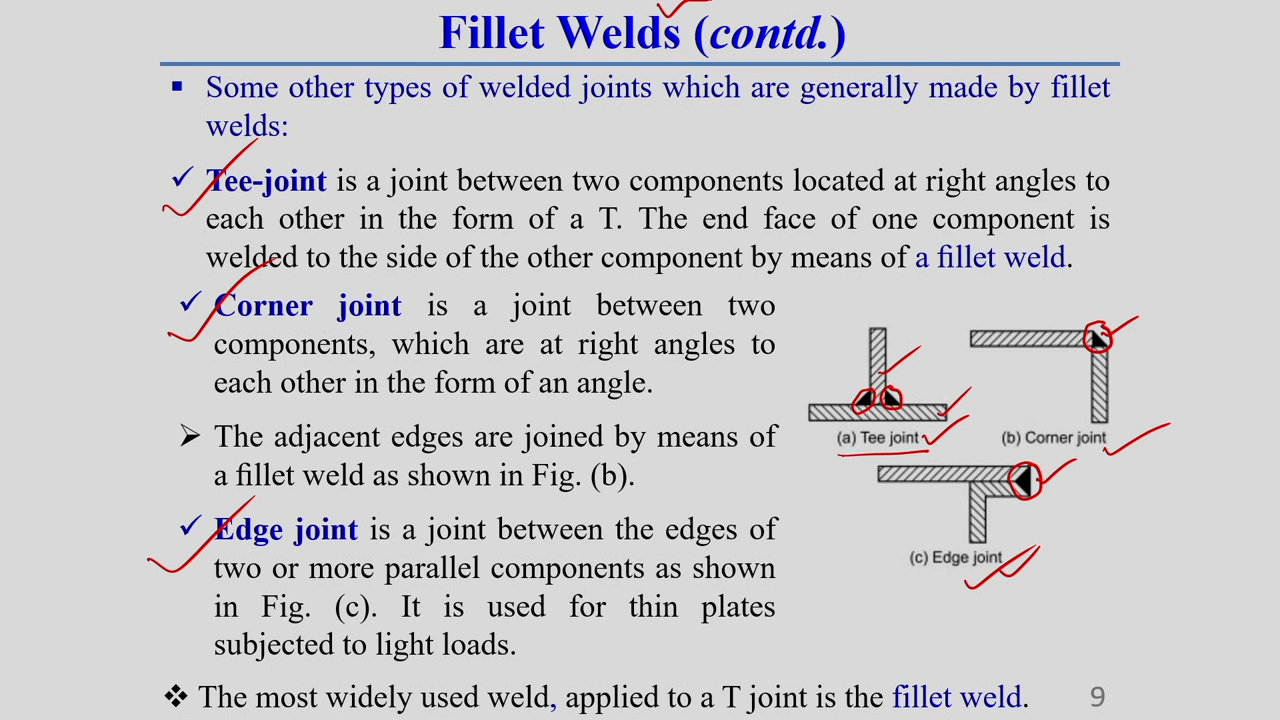 Fillet Welds (contd.)
▪ Some other types of welded joints which are generally made by fillet
welds:
✓ Tee-joint is a joint between two components located at right angles to
each other in the form of a T. The end face of one component is
welded to the side of the other component by means of a fillet weld.
✓ Corner joint is a joint between two
components, which are at right angles to
each other in the form of an angle.
➢ The adjacent edges are joined by means of
a fillet weld as shown in Fig. (b).
✓ Edge joint is a joint between the edges of
two or more parallel components as shown
in Fig. (c). It is used for thin plates
subjected to light loads.
(a) Tee joint
(b) Corner joint
(c) Edge joint
❖ The most widely used weld, applied to a T joint is the fillet weld.
9